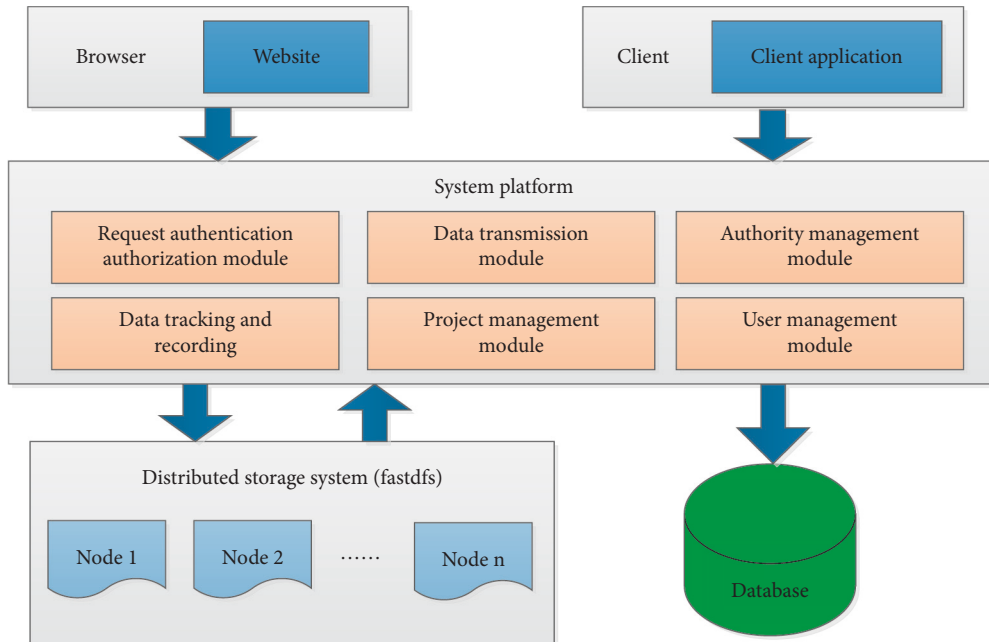 Browser
Website
Client
Client application
System platform
Request authentication
authorization module
Data transmission
module
Authority management
module
Data tracking and
recording
Project management
module
User management
module
Distributed storage system (fastdfs)
Node 1
Node 2
......
Node n
Database